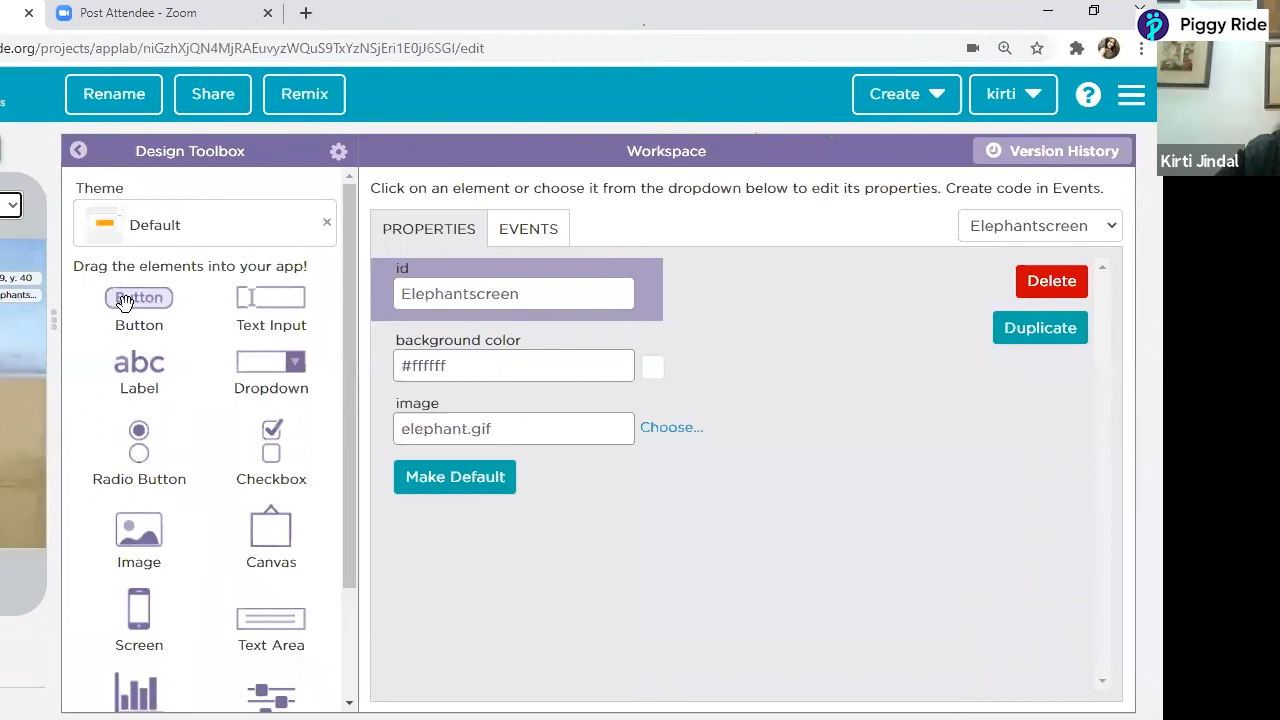 Post Attendee - Zoom
Piggy Ride
de.org/projects/applab/niGzhXjQN4MjRAEuvyzWQuS9TxYzNSjEri1E0jJ6SGI/edit
Rename
Share
Remix
Create
kirti
?
Design Toolbox
Workspace
Version History
Kirti Jindal
Theme
Default
Click on an element or choose it from the dropdown below to edit its properties. Create code in Events.
PROPERTIES
EVENTS
Elephantscreen
Drag the elements into your app!
id
Elephantscreen
Delete
9, y: 40
phants...
Button
Button
Text Input
Duplicate
background color
#ffffff
abc
Label
Dropdown
image
elephant.gif
Choose...
Make Default
Radio Button
Checkbox
Image
Canvas
Screen
Text Area